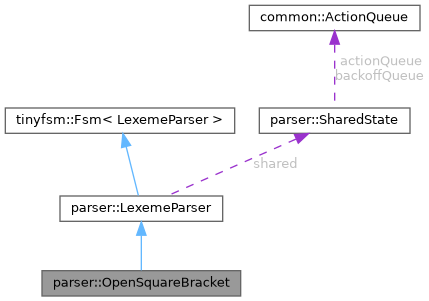 common::ActionQueue
actionQueue
backoffQueue
tinyfsm::Fsm< LexemeParser >
parser::SharedState
shared
parser::LexemeParser
parser::OpenSquareBracket